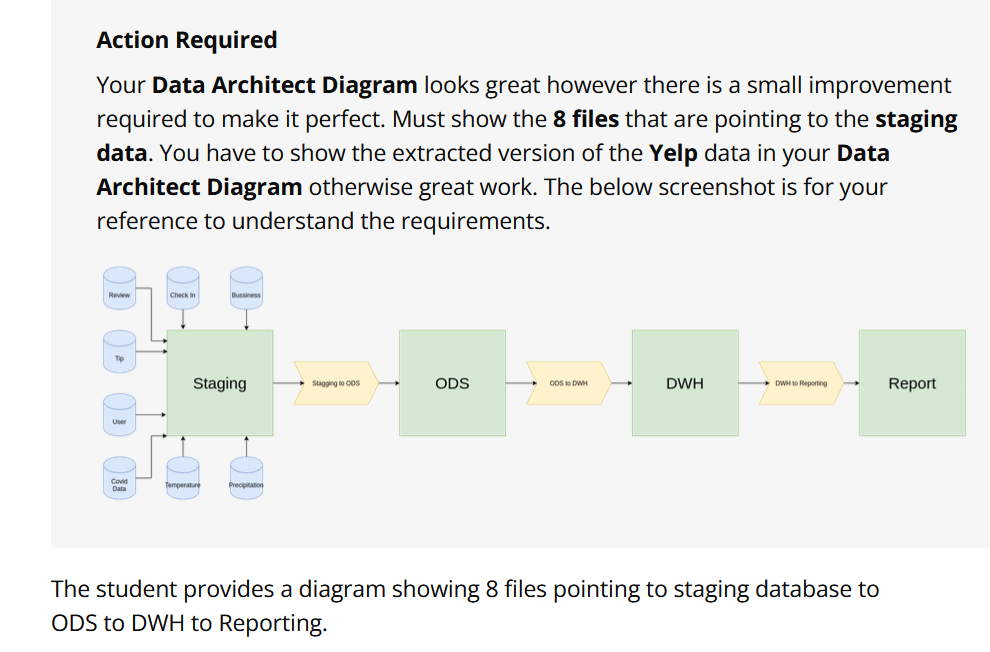 Action Required
Your Data Architect Diagram looks great however there is a small improvement
required to make it perfect. Must show the 8 files that are pointing to the staging
data. You have to show the extracted version of the Yelp data in your Data
Architect Diagram otherwise great work. The below screenshot is for your
reference to understand the requirements.
Review
Check In
Bussiness
Tip
Staging
Stagging to ODS
ODS
ODS to DWH
DWH
DWH to Reporting
Report
User
Covid
Data
Temperature
Precipitation
The student provides a diagram showing 8 files pointing to staging database to
ODS to DWH to Reporting.